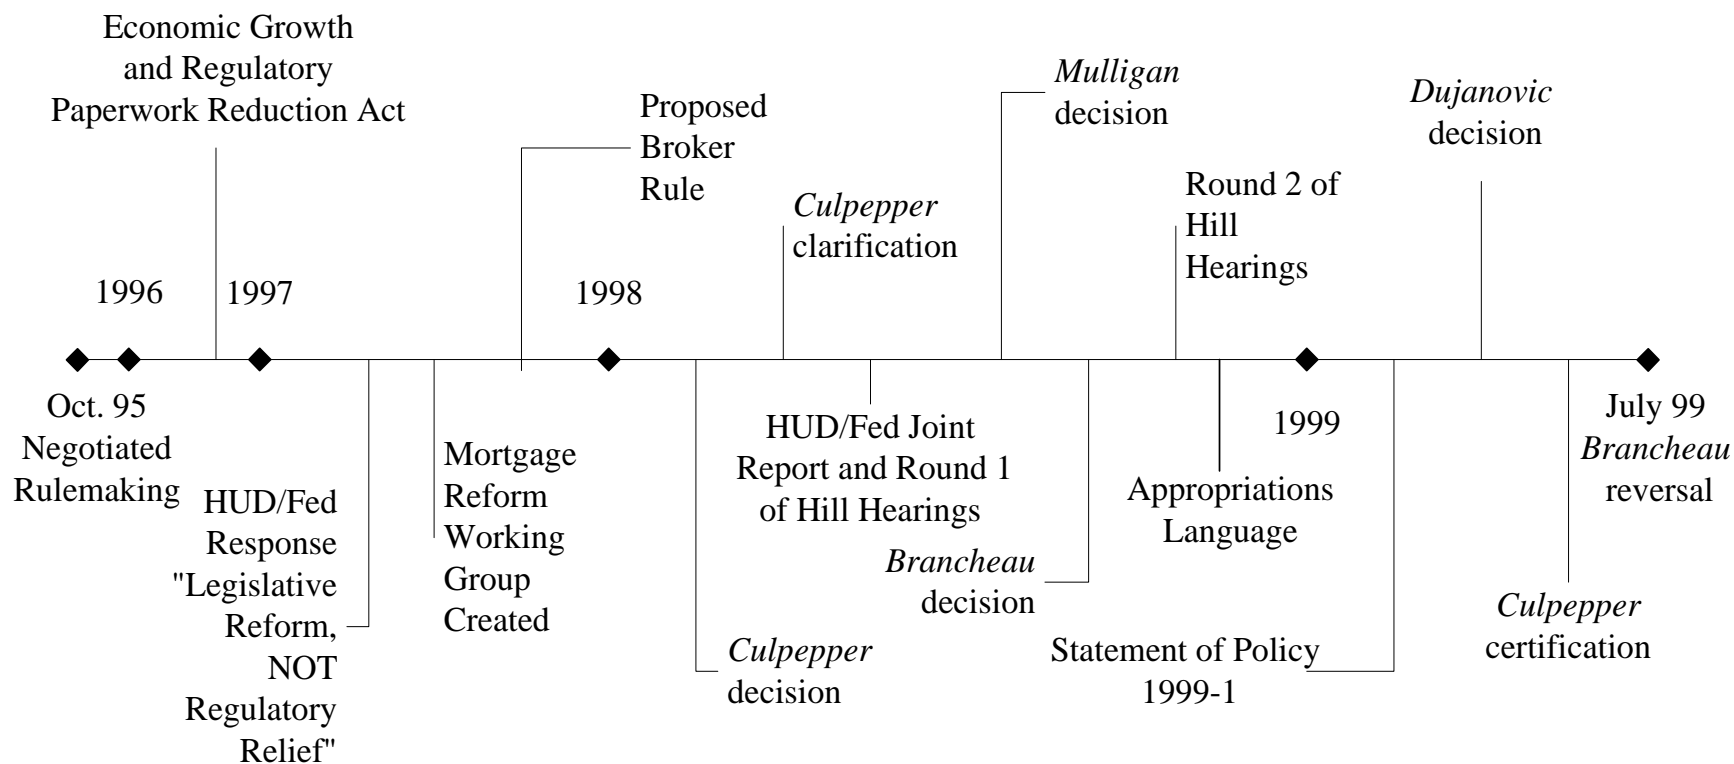 Economic Growth
and Regulatory
Paperwork Reduction Act
Proposed
Broker
Rule
Culpepper
clarification
Mulligan
decision
Round 2 of
Hill
Hearings
Dujanovic
decision
1996
1997
1998
Oct. 95
Negotiated
Rulemaking
HUD/Fed
Response
"Legislative
Reform,
NOT
Regulatory
Relief"
Mortgage
Reform
Working
Group
Created
Culpepper
decision
HUD/Fed Joint
Report and Round 1
of Hill Hearings
Brancheau
decision
Appropriations
Language
1999
Statement of Policy
1999-1
Culpepper
certification
July 99
Brancheau
reversal